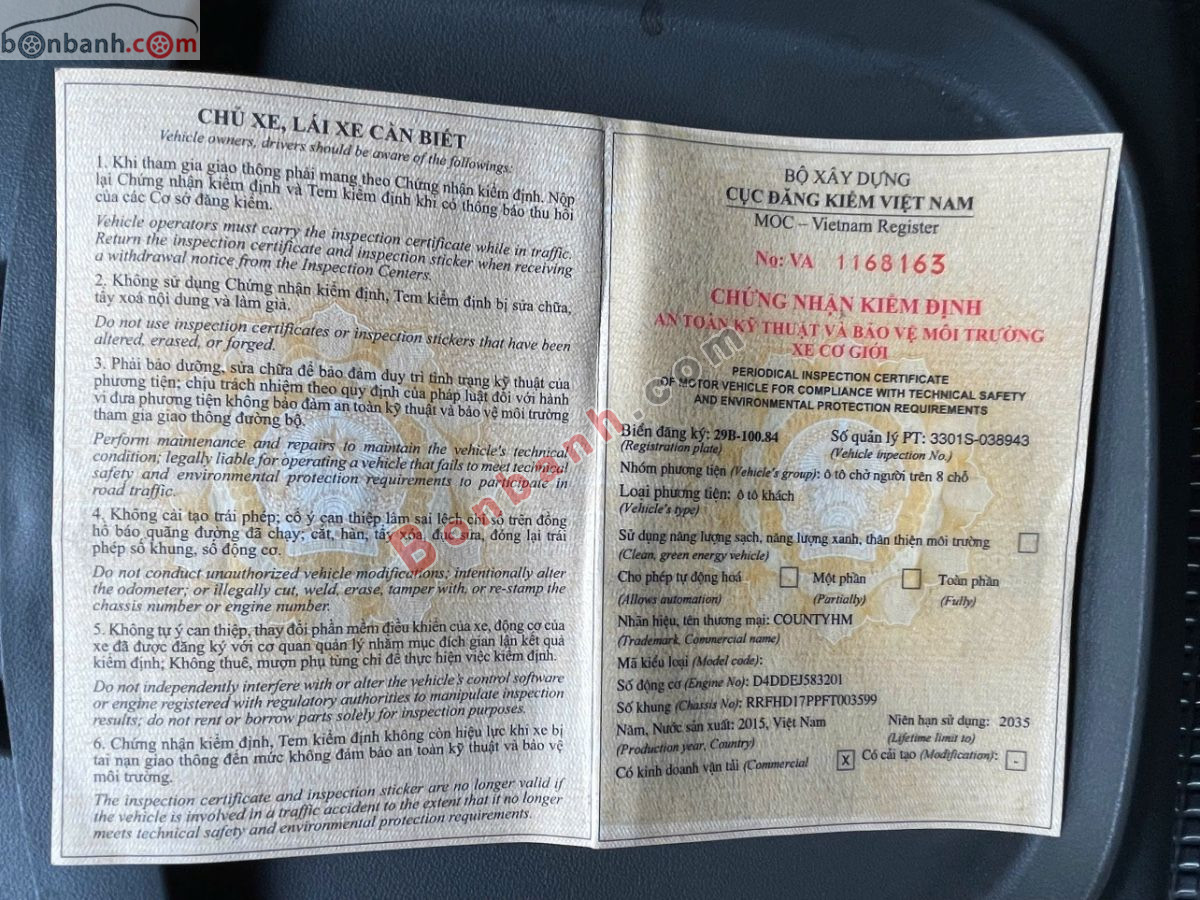 bonbanh.com
CHỦ XE, LÁI XE CẦN BIẾT
Vehicle owners, drivers should be aware of the followings:
1. Khi tham gia giao thông phải mang theo Chứng nhận kiểm định. Nộp
lại Chứng nhận kiểm định và Tem kiểm định khi có thông báo thu hồi
của các Cơ sở đăng kiểm.
Vehicle operators must carry the inspection certificate while in traffic.
Return the inspection certificate and inspection sticker when receiving
a withdrawal notice from the Inspection Centers.
2. Không sử dụng Chứng nhận kiểm định, Tem kiểm định bị sửa chữa,
tẩy xoá nội dung và làm giả.
Do not use inspection certificates or inspection stickers that have been
altered, erased, or forged.
3. Phải bảo dưỡng, sửa chữa để bảo đảm duy trì tình trạng kỹ thuật của
phương tiện; chịu trách nhiệm theo quy định của pháp luật đối với hành
vi đưa phương tiện không bảo đảm an toàn kỹ thuật và bảo vệ môi trường
tham gia giao thông đường bộ.
Perform maintenance and repairs to maintain the vehicle's technical
condition; legally liable for operating a vehicle that fails to meet technical
safety and environmental protection requirements to participate in
road traffic.
4. Không cải tạo trái phép; cố ý can thiệp làm sai lệch chỉ số trên đồng
hồ báo quãng đường đã chạy; cắt, hàn, tẩy xóa, đục sửa, đóng lại trái
phép số khung, số động cơ.
Do not conduct unauthorized vehicle modifications; intentionally alter
the odometer; or illegally cut, weld, erase, tamper with, or re-stamp the
chassis number or engine number.
5. Không tự ý can thiệp, thay đổi phần mềm điều khiển của xe, động cơ của
xe đã được đăng ký với cơ quan quản lý nhằm mục đích gian lận kết quả
kiểm định; Không thuê, mượn phụ tùng chỉ để thực hiện việc kiểm định.
Do not independently interfere with or alter the vehicle's control software
or engine registered with regulatory authorities to manipulate inspection
results; do not rent or borrow parts solely for inspection purposes.
6. Chứng nhận kiểm định, Tem kiểm định không còn hiệu lực khi xe bị
tai nạn giao thông đến mức không đảm bảo an toàn kỹ thuật và bảo vệ
môi trường.
The inspection certificate and inspection sticker are no longer valid if
the vehicle is involved in a traffic accident to the extent that it no longer
meets technical safety and environmental protection requirements.
BỘ XÂY DỰNG
CỤC ĐĂNG KIỂM VIỆT NAM
MOC – Vietnam Register
No: VA 1168163
CHỨNG NHẬN KIỂM ĐỊNH
AN TOÀN KỸ THUẬT VÀ BẢO VỆ MÔI TRƯỜNG
XE CƠ GIỚI
PERIODICAL INSPECTION CERTIFICATE
OF MOTOR VEHICLE FOR COMPLIANCE WITH TECHNICAL SAFETY
AND ENVIRONMENTAL PROTECTION REQUIREMENTS
Biển đăng ký: 29B-100.84 Số quản lý PT: 3301S-038943
(Registration plate) (Vehicle inpection No.)
Nhóm phương tiện (Vehicle's group): ô tô chở người trên 8 chỗ
Loại phương tiện: ô tô khách
(Vehicle's type)
Sử dụng năng lượng sạch, năng lượng xanh, thân thiện môi trường
(Clean, green energy vehicle)
Cho phép tự động hoá - Một phần Toàn phần
(Allows automation) (Partially) (Fully)
Nhãn hiệu, tên thương mại: COUNTYHM
(Trademark, Commercial name)
Mã kiểu loại (Model code):
Số động cơ (Engine No): D4DDEJ583201
Số khung (Chassis No): RRFHD17PPFT003599
Năm, Nước sản xuất: 2015, Việt Nam Niên hạn sử dụng: 2035
(Production year, Country) (Lifetime limit to)
Có kinh doanh vận tải (Commercial X Có cải tạo (Modification): -
Bonbanh.com